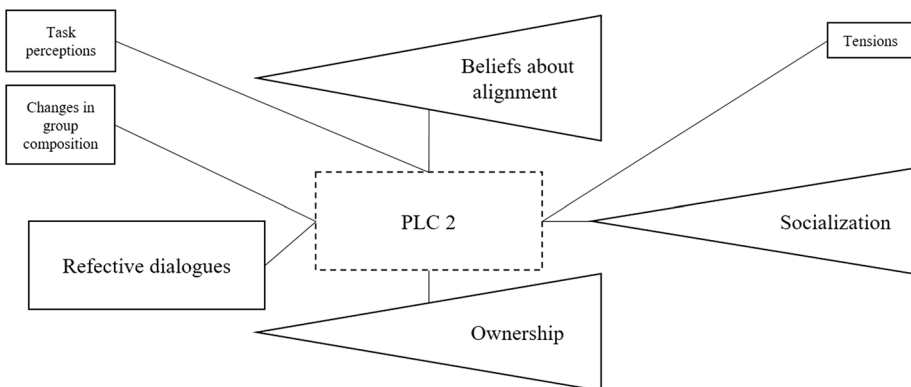 Task
perceptions
Changes in
group
composition
Refective dialogues
Beliefs about
alignment
PLC 2
Ownership
Tensions
Socialization